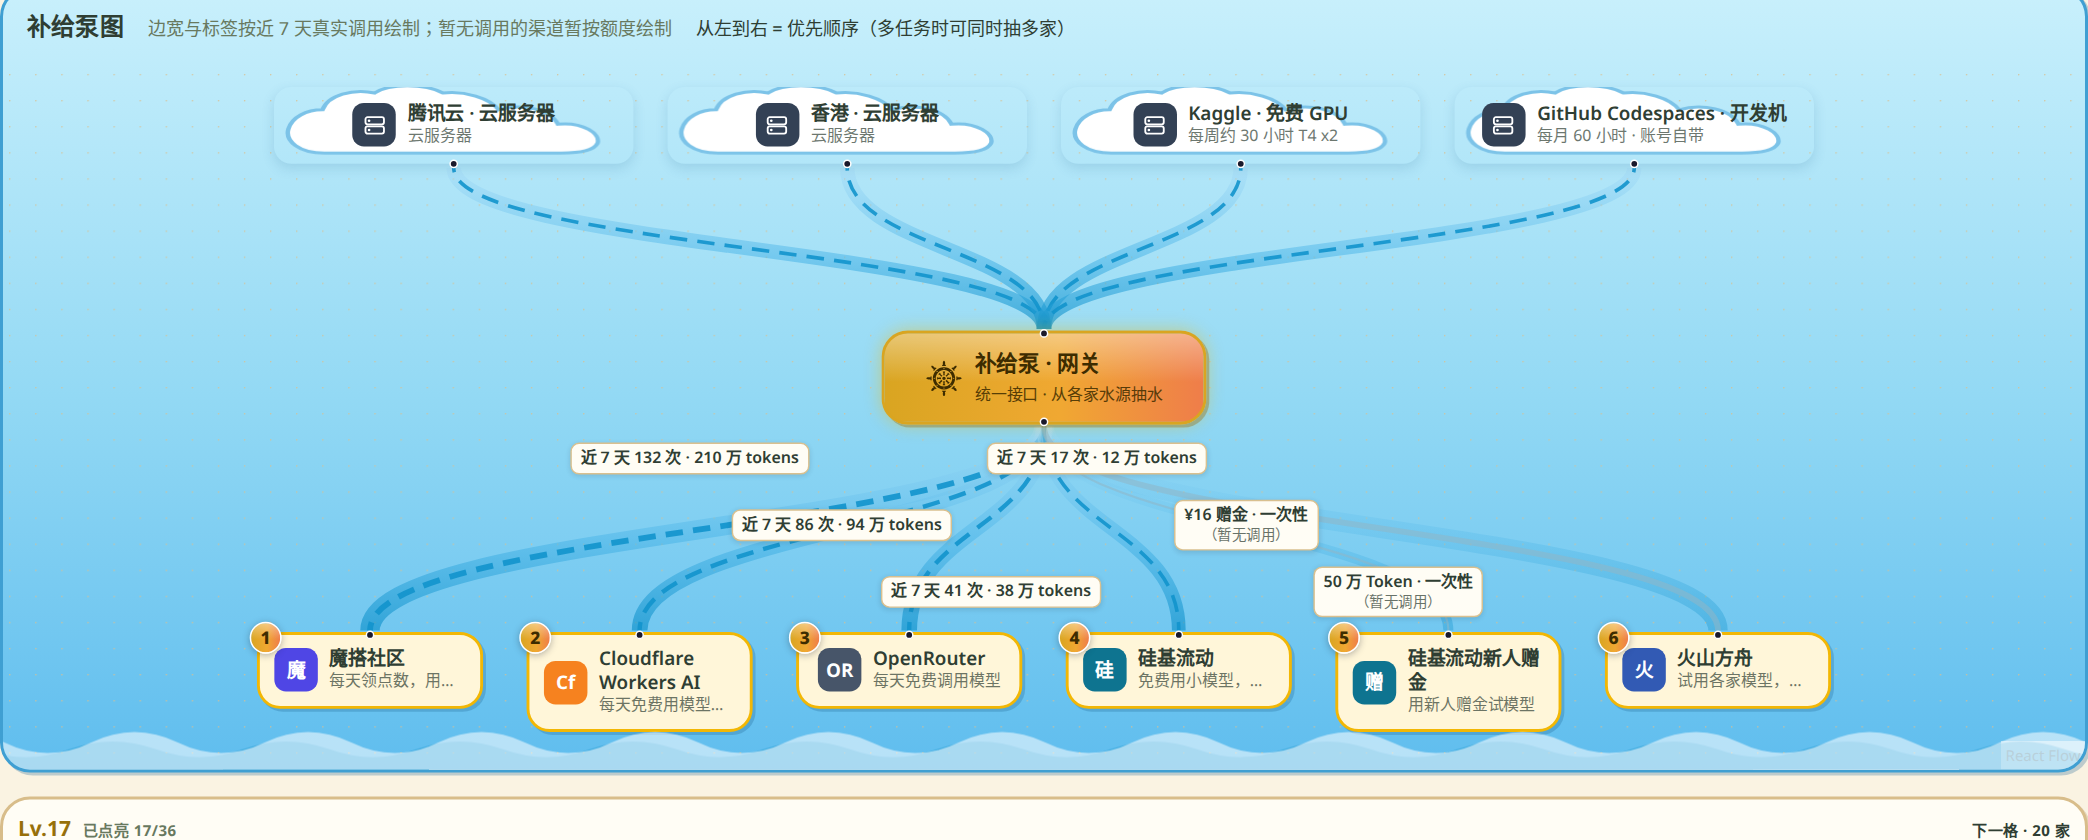 补给泵图 边宽与标签按近 7 天真实调用绘制；暂无调用的渠道暂按额度绘制 从左到右 = 优先顺序（多任务时可同时抽多家）
腾讯云 · 云服务器
云服务器
香港 · 云服务器
云服务器
Kaggle · 免费 GPU
每周约 30 小时 T4 x2
GitHub Codespaces · 开发机
每月 60 小时 · 账号自带
补给泵 · 网关
统一接口 · 从各家水源抽水
近 7 天 132 次 · 210 万 tokens
近 7 天 17 次 · 12 万 tokens
近 7 天 86 次 · 94 万 tokens
¥16 赠金 · 一次性
（暂无调用）
近 7 天 41 次 · 38 万 tokens
50 万 Token · 一次性
（暂无调用）
1
魔
魔搭社区
每天领点数，用...
2
Cf
Cloudflare
Workers AI
每天免费用模型...
3
OR
OpenRouter
每天免费调用模型
4
硅
硅基流动
免费用小模型，...
5
赠
硅基流动新人赠
金
用新人赠金试模型
6
火
火山方舟
试用各家模型，...
React Flow
Lv.17 已点亮 17/36
下一格 · 20 家